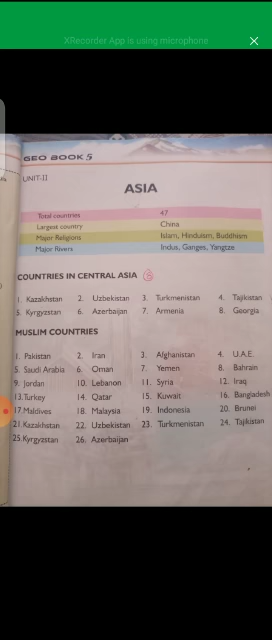 XRecorder App is using microphone
GEO BOOK 5
UNIT-II
ASIA
Total countries 47
Largest country China
Major Religions Islam, Hinduism, Buddhism
Major Rivers Indus, Ganges, Yangtze
COUNTRIES IN CENTRAL ASIA 8
1. Kazakhstan 2. Uzbekistan 3. Turkmenistan 4. Tajikistan
5. Kyrgyzstan 6. Azerbaijan 7. Armenia 8. Georgia
MUSLIM COUNTRIES
1. Pakistan 2. Iran 3. Afghanistan 4. U.A.E.
5. Saudi Arabia 6. Oman 7. Yemen 8. Bahrain
9. Jordan 10. Lebanon 11. Syria 12. Iraq
13.Turkey 14. Qatar 15. Kuwait 16. Bangladesh
17.Maldives 18. Malaysia 19. Indonesia 20. Brunei
21.Kazakhstan 22. Uzbekistan 23. Turkmenistan 24. Tajikistan
25.Kyrgyzstan 26. Azerbaijan